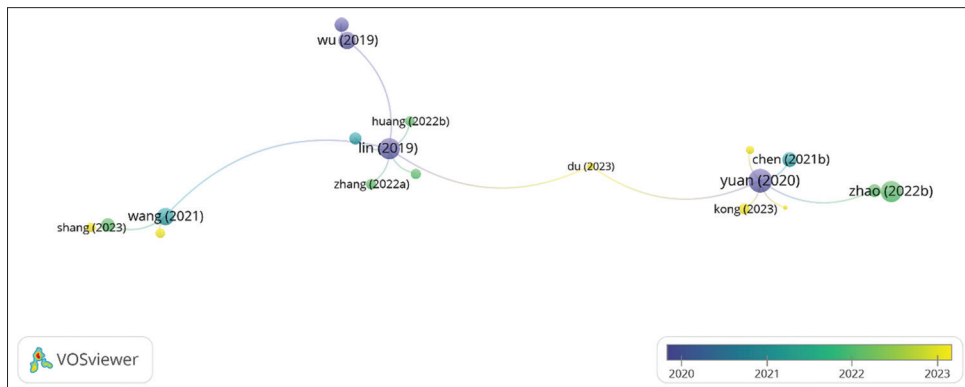 wu (2019)
huang (2022b)
lin (2019)
chen (2021b)
du (2023)
yuan (2020)
zhang (2022a)
zhao (2022b)
kong (2023)
wang (2021)
shang (2023)
VOSviewer
2020 2021 2022 2023